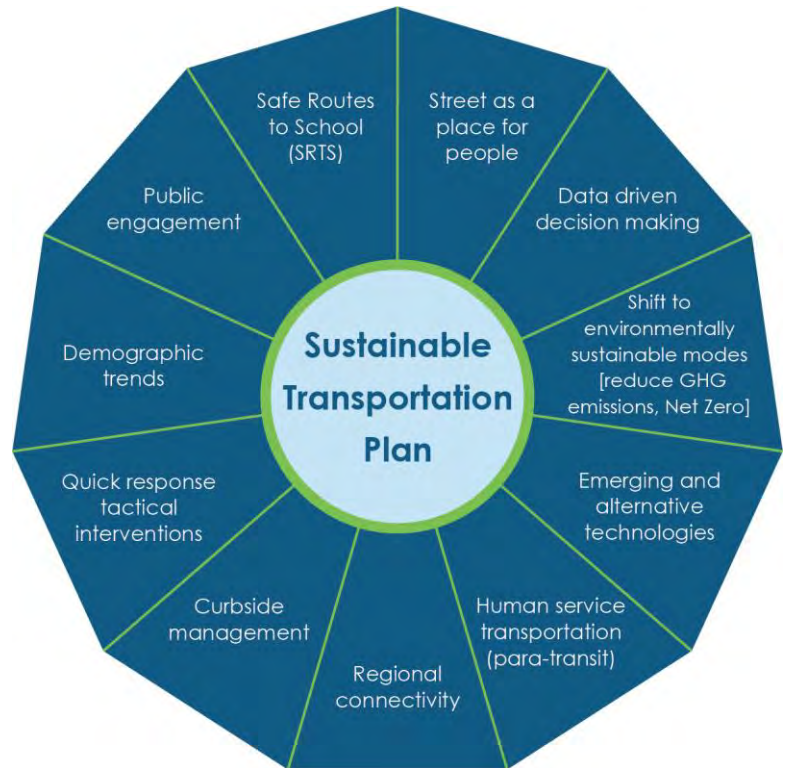 Safe Routes
to School
(SRTS)
Street as a
place for
people
Data driven
decision making
Shift to
environmentally
sustainable modes
[reduce GHG
emissions, Net Zero]
Emerging and
alternative
technologies
Human service
transportation
(para-transit)
Regional
connectivity
Curbside
management
Quick response
tactical
interventions
Demographic
trends
Public
engagement
Sustainable
Transportation
Plan